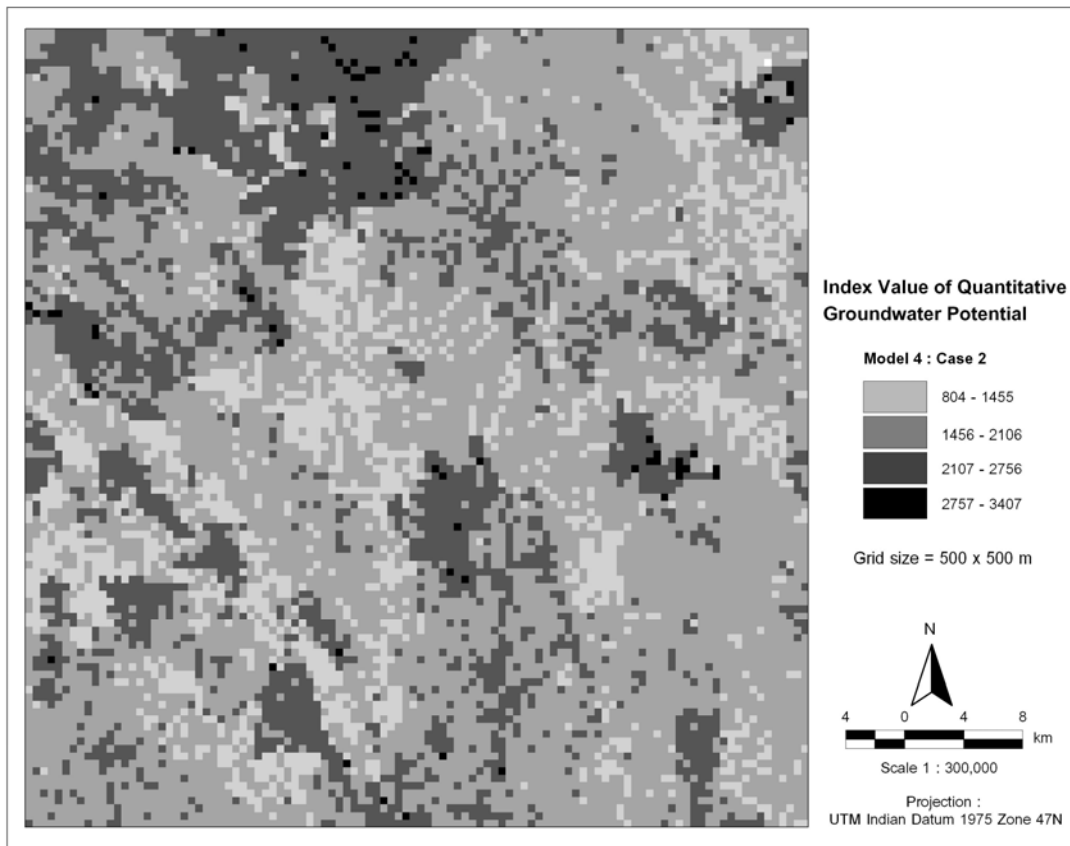 Index Value of Quantitative
Groundwater Potential
Model 4 : Case 2
804 - 1455
1456 - 2106
2107 - 2756
2757 - 3407
Grid size = 500 x 500 m
N
4 0 4 8
km
Scale 1 : 300,000
Projection :
UTM Indian Datum 1975 Zone 47N